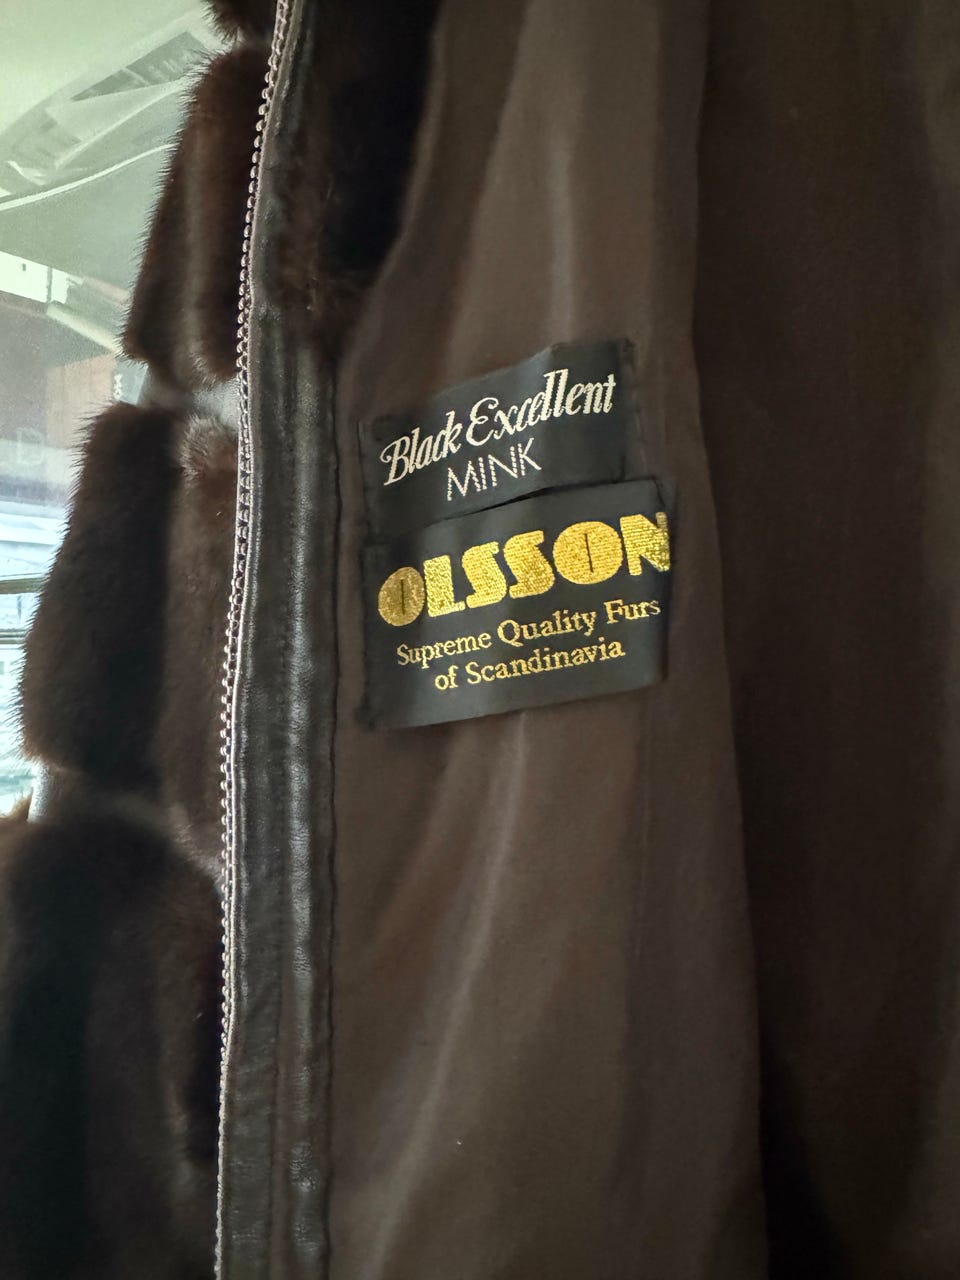 Black Excellent
MINK
OLSSON
Supreme Quality Furs
of Scandinavia